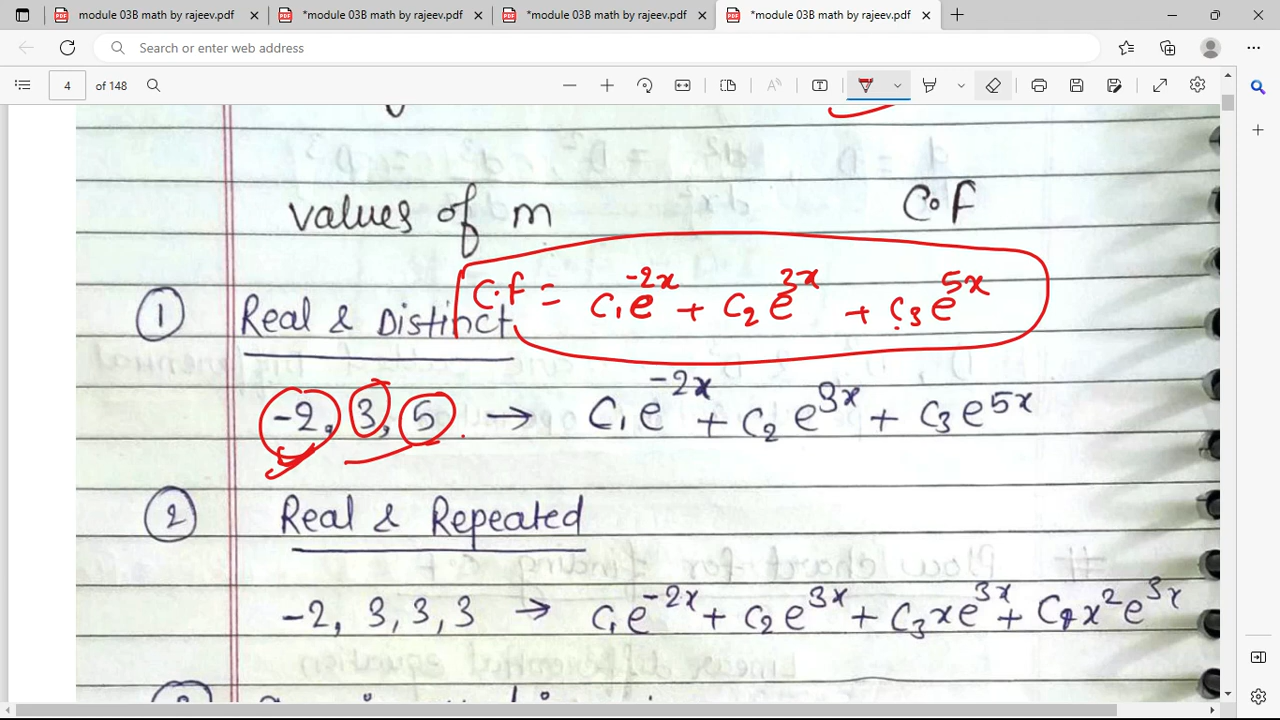 module 03B math by rajeev.pdf *module 03B math by rajeev.pdf *module 03B math by rajeev.pdf *module 03B math by rajeev.pdf
Search or enter web address
4 of 148
values of m C.F
C.f = C₁e^-2x + C₂e^3x + C₃e^5x
① Real & Distinct
-2, 3, 5 → C₁e^-2x + C₂e^3x + C₃e^5x
② Real & Repeated
-2, 3, 3, 3 → C₁e^-2x + C₂e^3x + C₃xe^3x + C₄x²e^3x